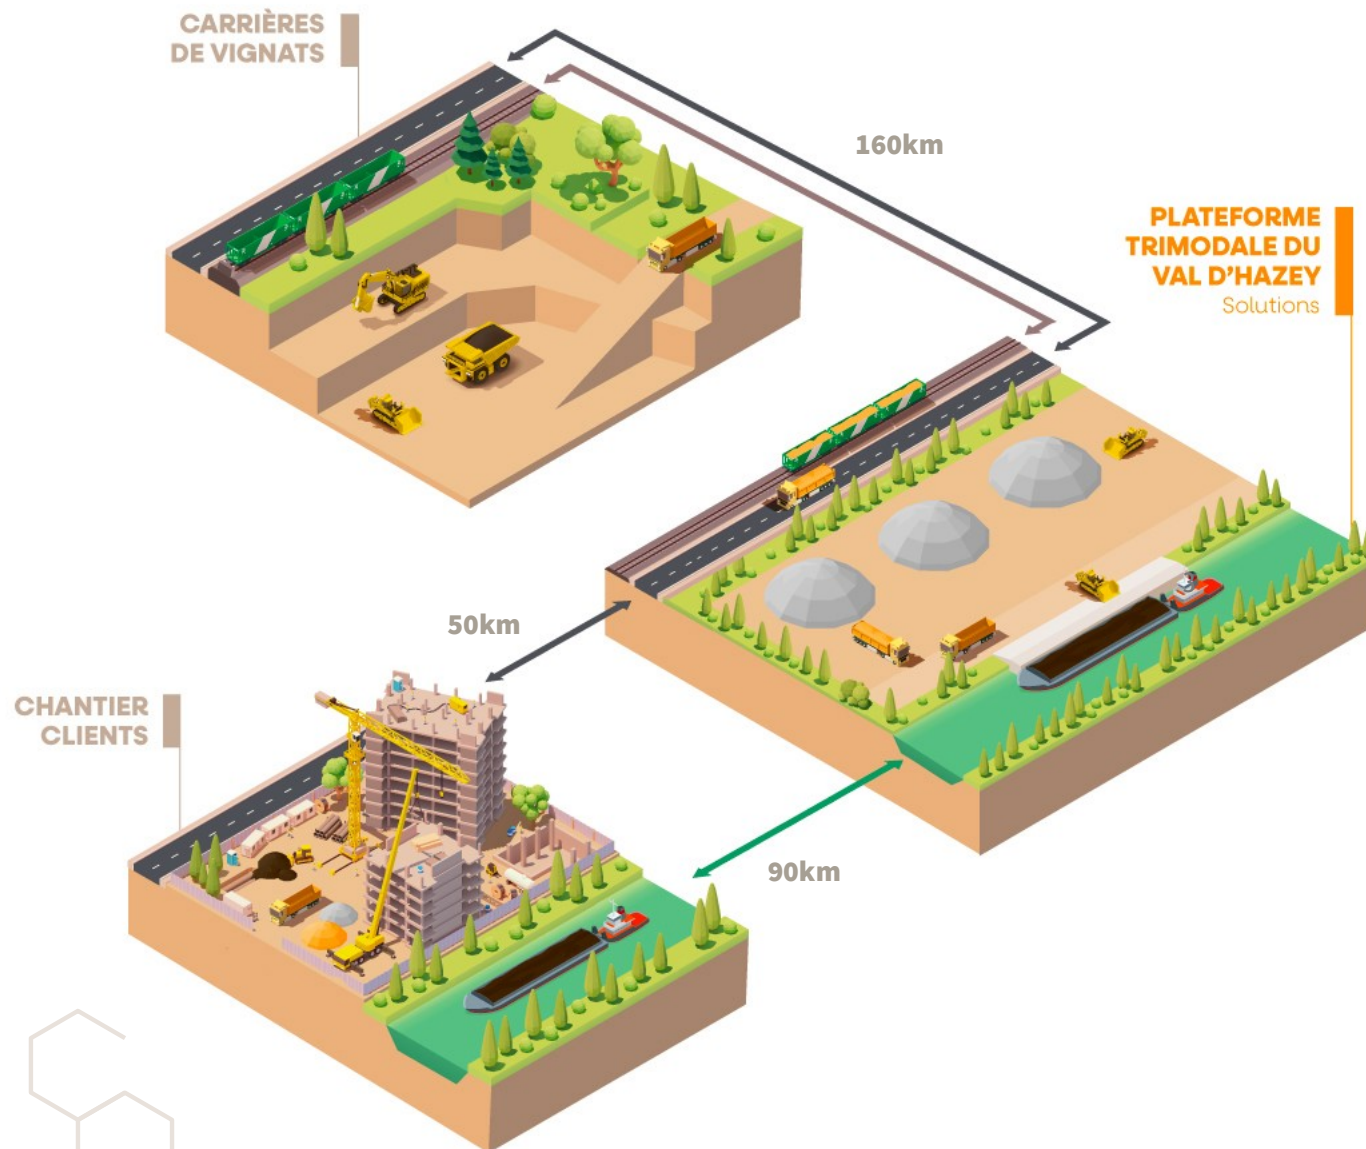 CARRIÈRES
DE VIGNATS
160km
PLATEFORME
TRIMODALE DU
VAL D'HAZEY
Solutions
50km
CHANTIER
CLIENTS
90km